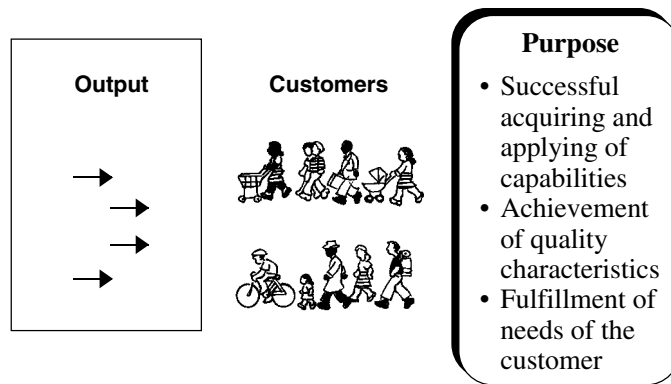 Output
Customers
Purpose
• Successful
acquiring and
applying of
capabilities
• Achievement
of quality
characteristics
• Fulfillment of
needs of the
customer